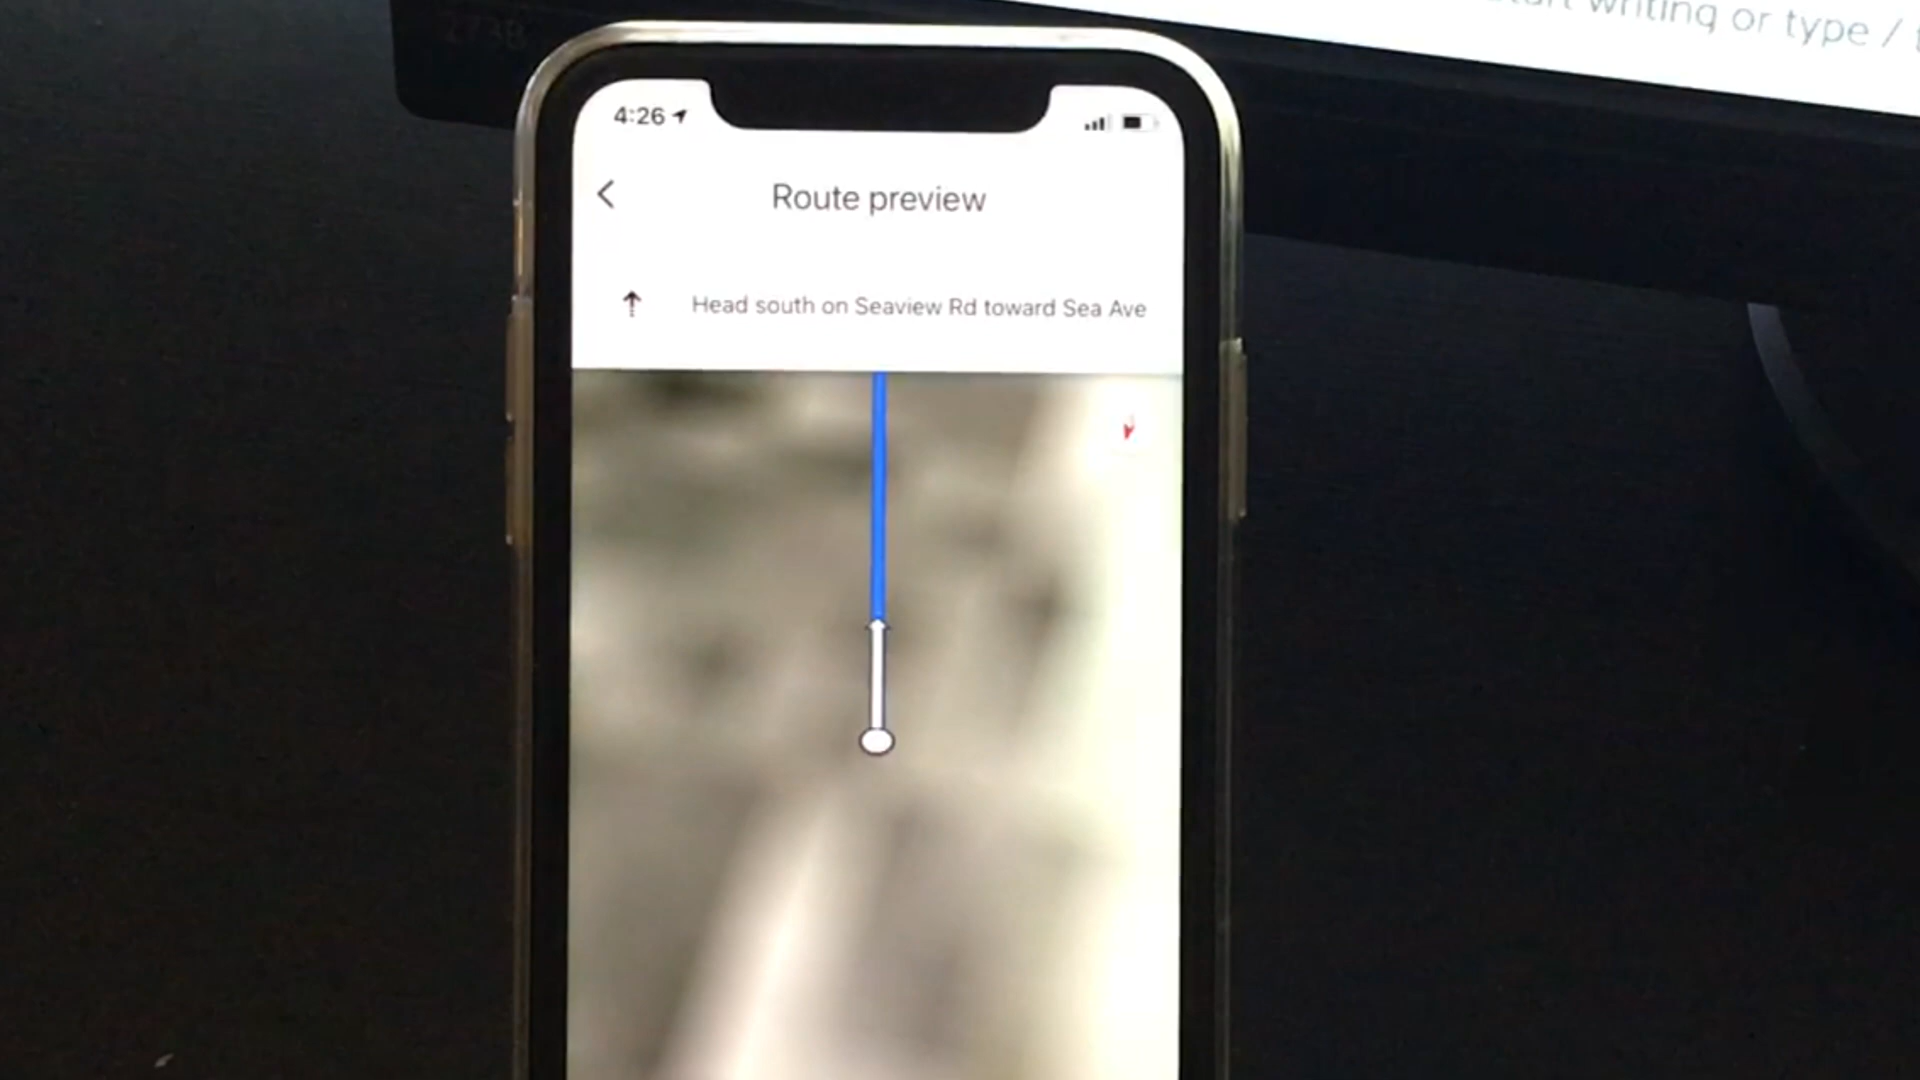 writing or type /
4:26
Route preview
Head south on Seaview Rd toward Sea Ave